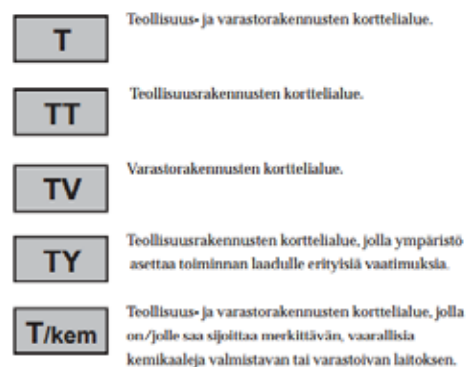 T
Teollisuus- ja varastorakennusten korttelialue.
TT
Teollisuusrakennusten korttelialue.
TV
Varastorakennusten korttelialue.
TY
Teollisuusrakennusten korttelialue, jolla ympäristö
asettaa toiminnan laadulle erityisiä vaatimuksia.
T/kem
Teollisuus- ja varastorakennusten korttelialue, jolla
on/jolle saa sijoittaa merkittävän, vaarallisia
kemikaaleja valmistavan tai varastoivan laitoksen.